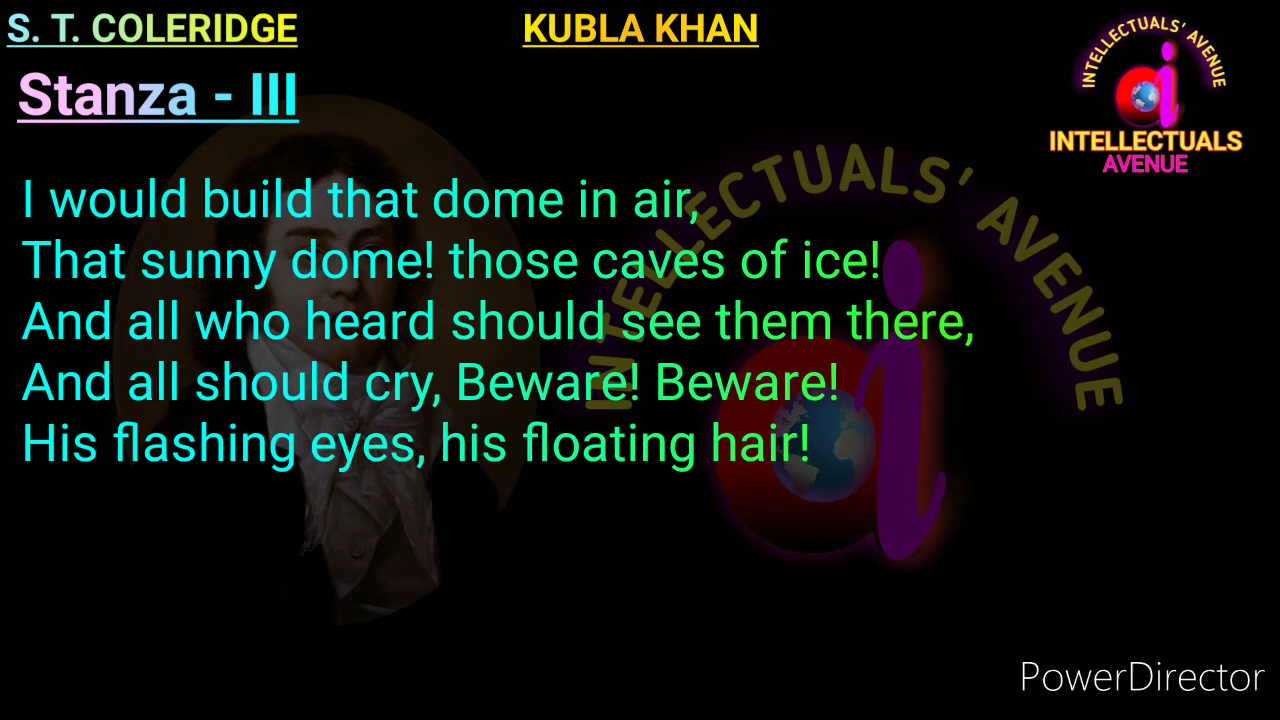 S. T. COLERIDGE
KUBLA KHAN
INTELLECTUALS' AVENUE
INTELLECTUALS
AVENUE
Stanza - III
I would build that dome in air,
That sunny dome! those caves of ice!
And all who heard should see them there,
And all should cry, Beware! Beware!
His flashing eyes, his floating hair!
INTELLECTUALS' AVENUE
PowerDirector